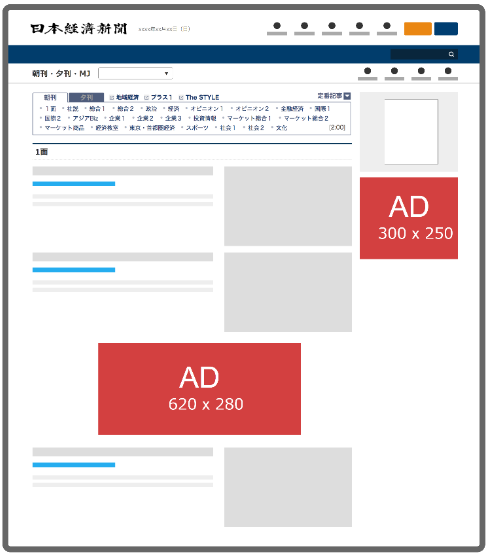 日本経済新聞
朝刊・夕刊・MJ
朝刊 夕刊 地域経済 プラス1 The STYLE 定番記事
・1面 ・社説 ・総合1 ・総合2 ・政治 ・経済 ・オピニオン1 ・オピニオン2 ・金融経済 ・国際1
・国際2 ・アジアBiz ・企業1 ・企業2 ・企業3 ・投資情報 ・マーケット総合1 ・マーケット総合2
・マーケット商品 ・経済教室 ・東京・首都圏経済 ・スポーツ ・社会1 ・社会2 ・文化 [2:00]
1面
AD
300 x 250
AD
620 x 280